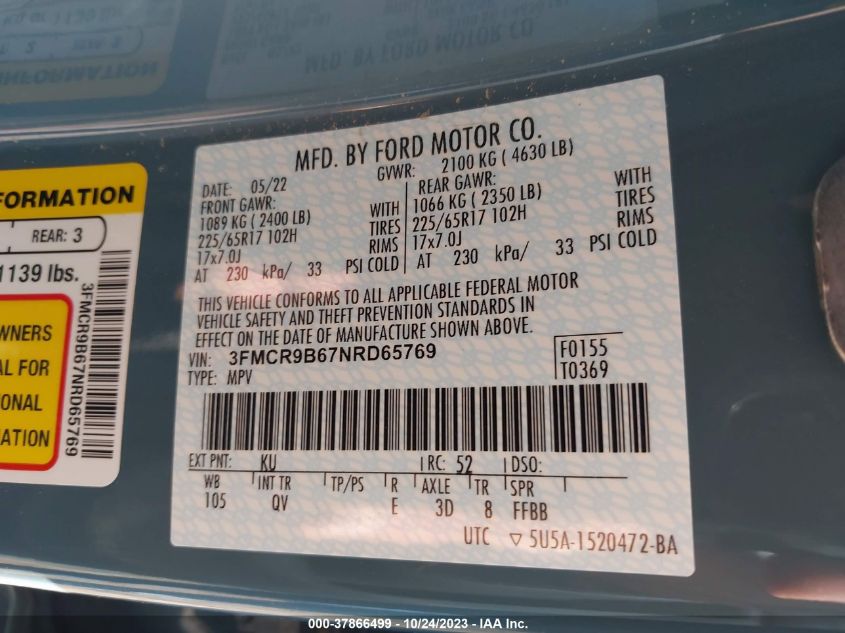 MFD. BY FORD MOTOR CO.
FORMATION
REAR: 3
1139 lbs.
3FMCR9B67NRD65769
WNERS
AL FOR
ONAL
ATION
MFD. BY FORD MOTOR CO.
DATE: 05/22 GVWR: 2100 KG ( 4630 LB)
FRONT GAWR: REAR GAWR: WITH
1089 KG ( 2400 LB) WITH 1066 KG ( 2350 LB) TIRES
225/65R17 102H TIRES 225/65R17 102H RIMS
17x7.0J RIMS 17x7.0J
AT 230 kPa/ 33 PSI COLD AT 230 kPa/ 33 PSI COLD
THIS VEHICLE CONFORMS TO ALL APPLICABLE FEDERAL MOTOR
VEHICLE SAFETY AND THEFT PREVENTION STANDARDS IN
EFFECT ON THE DATE OF MANUFACTURE SHOWN ABOVE.
VIN: 3FMCR9B67NRD65769 F0155
TYPE: MPV T0369
EXT PNT: KU RC: 52 DSO:
WB INT TR TP/PS R AXLE TR SPR
105 QV E 3D 8 FFBB
UTC ▽ 5U5A-1520472-BA
000-37866499 - 10/24/2023 - IAA Inc.